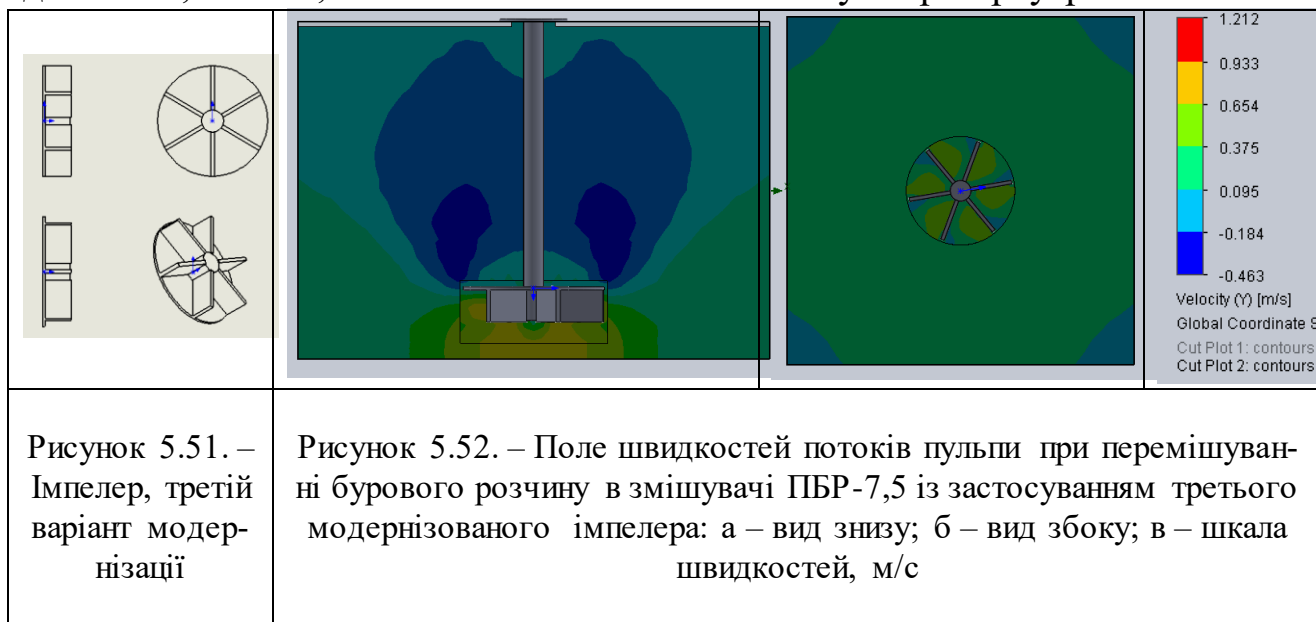 1.212
0.933
0.654
0.375
0.095
-0.184
-0.463
Velocity (Y) [m/s]
Global Coordinate S
Cut Plot 1: contours
Cut Plot 2: contours
Рисунок 5.51. –
Імпелер, третій
варіант модер-
нізації
Рисунок 5.52. – Поле швидкостей потоків пульпи при перемішуван-
ні бурового розчину в змішувачі ПБР-7,5 із застосуванням третього
модернізованого імпелера: а – вид знизу; б – вид збоку; в – шкала
швидкостей, м/с